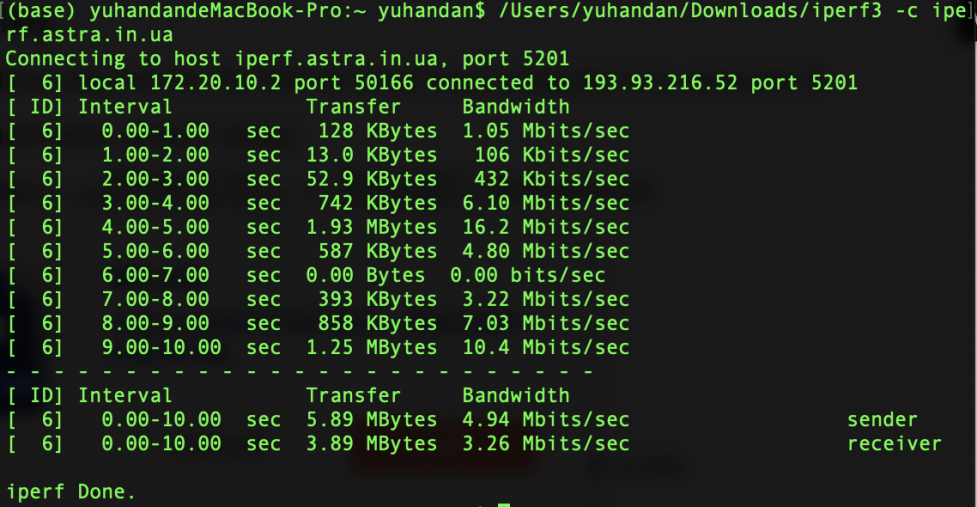 (base) yuhandandeMacBook-Pro:~ yuhandan$ /Users/yuhandan/Downloads/iperf3 -c ipe
rf.astra.in.ua
Connecting to host iperf.astra.in.ua, port 5201
[  6] local 172.20.10.2 port 50166 connected to 193.93.216.52 port 5201
[ ID] Interval           Transfer     Bandwidth
[  6]   0.00-1.00   sec   128 KBytes  1.05 Mbits/sec
[  6]   1.00-2.00   sec  13.0 KBytes   106 Kbits/sec
[  6]   2.00-3.00   sec  52.9 KBytes   432 Kbits/sec
[  6]   3.00-4.00   sec   742 KBytes  6.10 Mbits/sec
[  6]   4.00-5.00   sec  1.93 MBytes  16.2 Mbits/sec
[  6]   5.00-6.00   sec   587 KBytes  4.80 Mbits/sec
[  6]   6.00-7.00   sec  0.00 Bytes  0.00 bits/sec
[  6]   7.00-8.00   sec   393 KBytes  3.22 Mbits/sec
[  6]   8.00-9.00   sec   858 KBytes  7.03 Mbits/sec
[  6]   9.00-10.00  sec  1.25 MBytes  10.4 Mbits/sec
- - - - - - - - - - - - - - - - - - - - - - - - -
[ ID] Interval           Transfer     Bandwidth
[  6]   0.00-10.00  sec  5.89 MBytes  4.94 Mbits/sec                  sender
[  6]   0.00-10.00  sec  3.89 MBytes  3.26 Mbits/sec                  receiver
iperf Done.